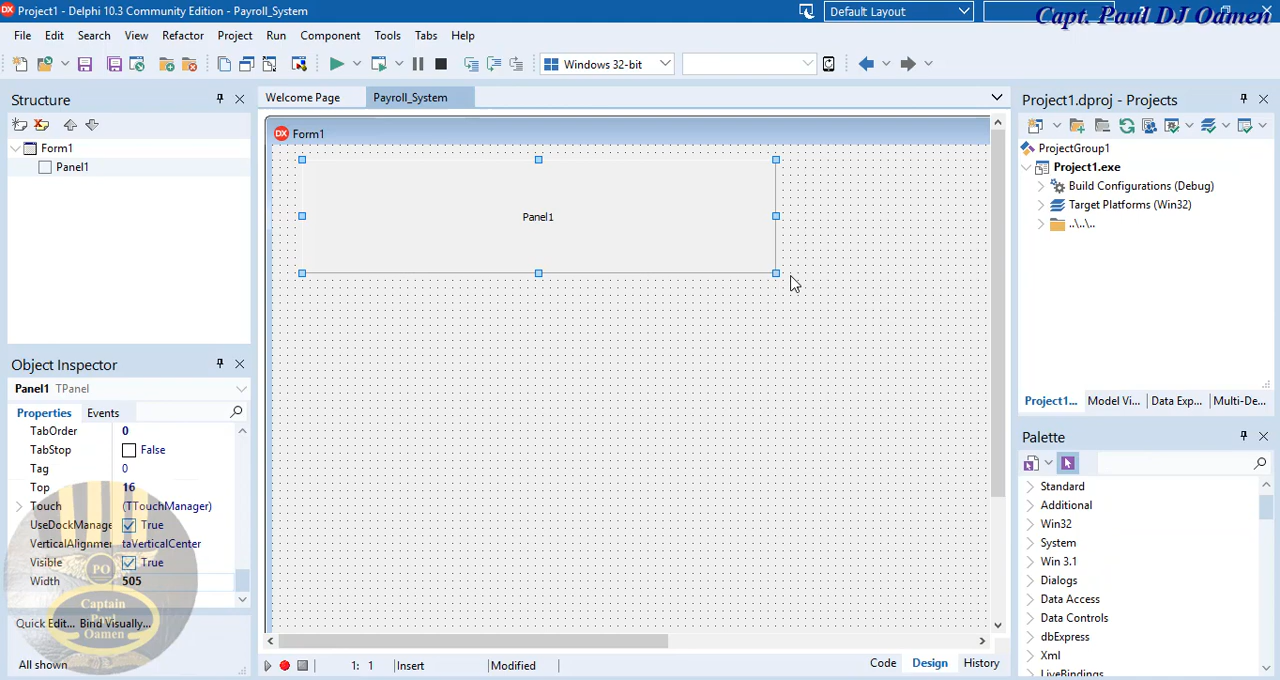 Project1 - Delphi 10.3 Community Edition - Payroll_System
Default Layout
Capt. Paul DJ Oamen
File Edit Search View Refactor Project Run Component Tools Tabs Help
Windows 32-bit
Structure
Form1
Panel1
Object Inspector
Panel1 TPanel
Properties Events
TabOrder 0
TabStop False
Tag 0
Top 16
Touch (TTouchManager)
UseDockManage True
VerticalAlignmer taVerticalCenter
Visible True
Width 505
Quick Edit... Bind Visually...
All shown
PO
Captain
Paul
Oamen
Welcome Page Payroll_System
Form1
Panel1
1: 1 Insert Modified
Code Design History
Project1.dproj - Projects
ProjectGroup1
Project1.exe
Build Configurations (Debug)
Target Platforms (Win32)
..\..\..
Project1... Model Vi... Data Exp... Multi-De...
Palette
Standard
Additional
Win32
System
Win 3.1
Dialogs
Data Access
Data Controls
dbExpress
Xml
LiveBindings